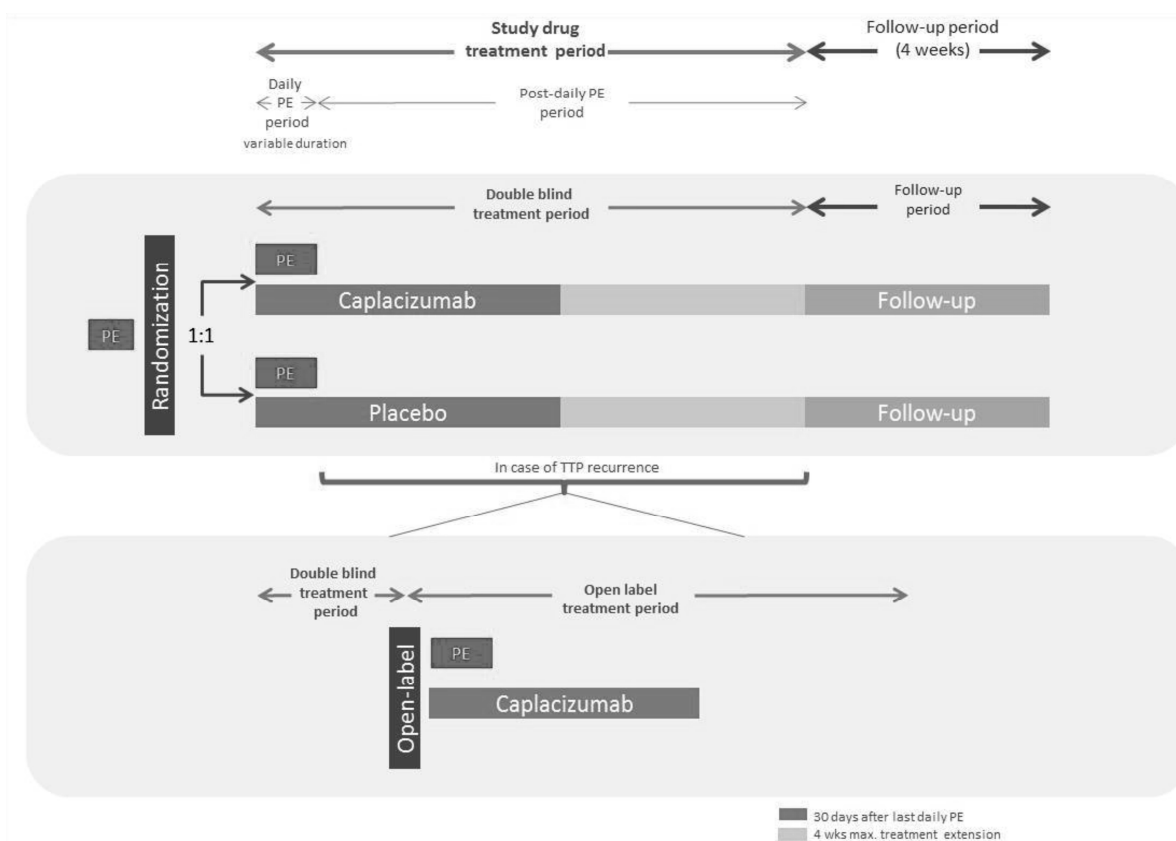 Study drug
treatment period
Follow-up period
(4 weeks)
Daily
PE
period
variable duration
Post-daily PE
period
Double blind
treatment period
Follow-up
period
PE
Randomization
1:1
PE
Caplacizumab
Follow-up
PE
Placebo
Follow-up
In case of TTP recurrence
Double blind
treatment
period
Open label
treatment period
Open-label
PE
Caplacizumab
30 days after last daily PE
4 wks max. treatment extension